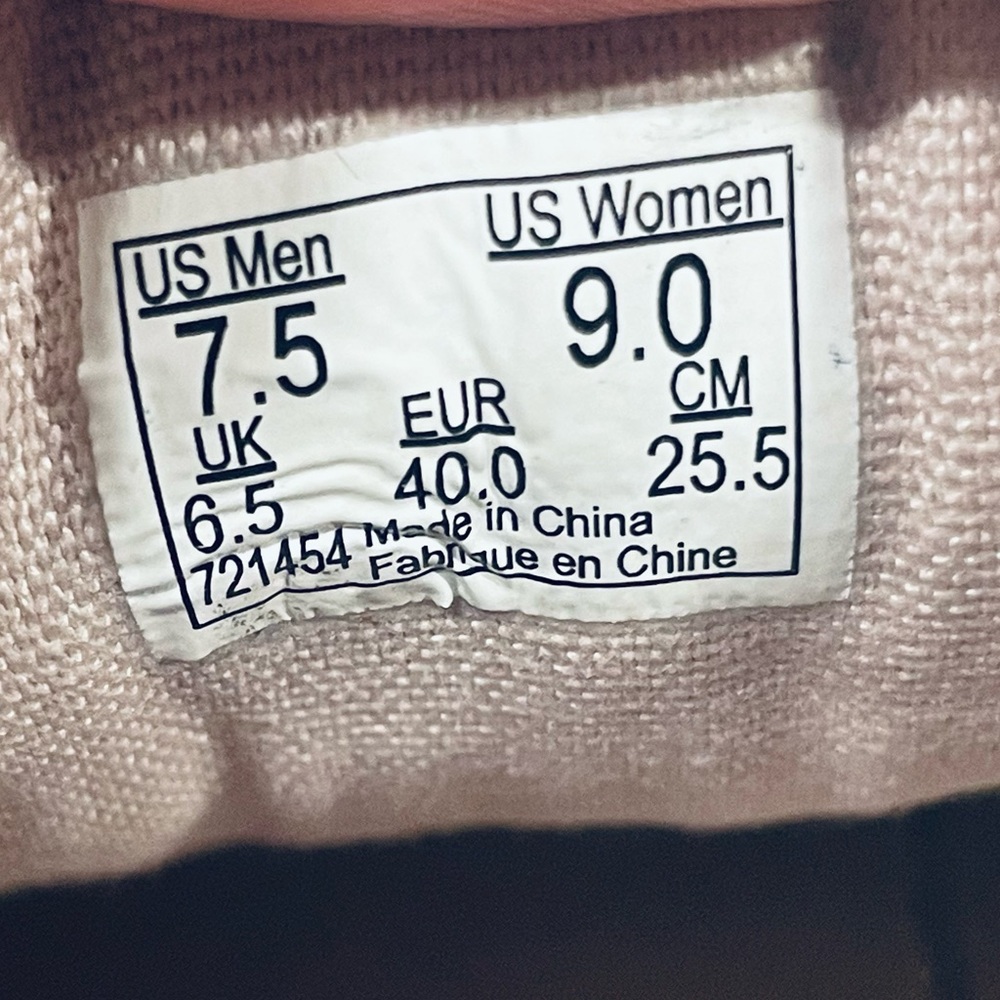 US Men US Women
7.5 9.0
UK EUR CM
6.5 40.0 25.5
721454 Made in China
Fabrique en Chine